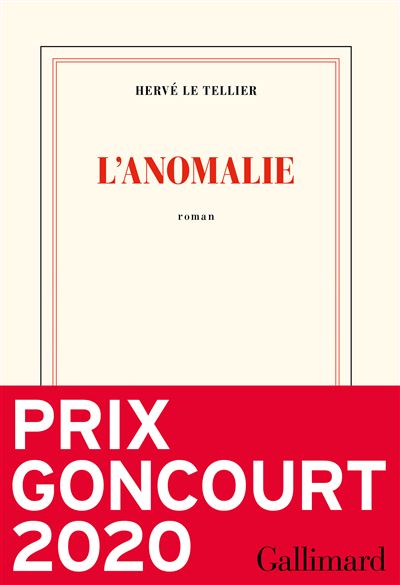 HERVÉ LE TELLIER
L’ANOMALIE
roman
PRIX
GONCOURT
2020
Gallimard